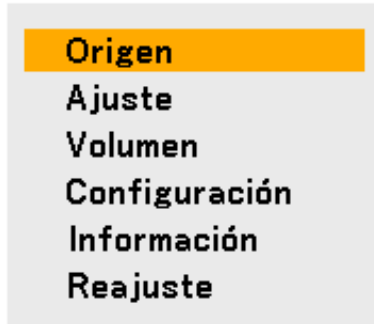 Origen
Ajuste
Volumen
Configuración
Información
Reajuste